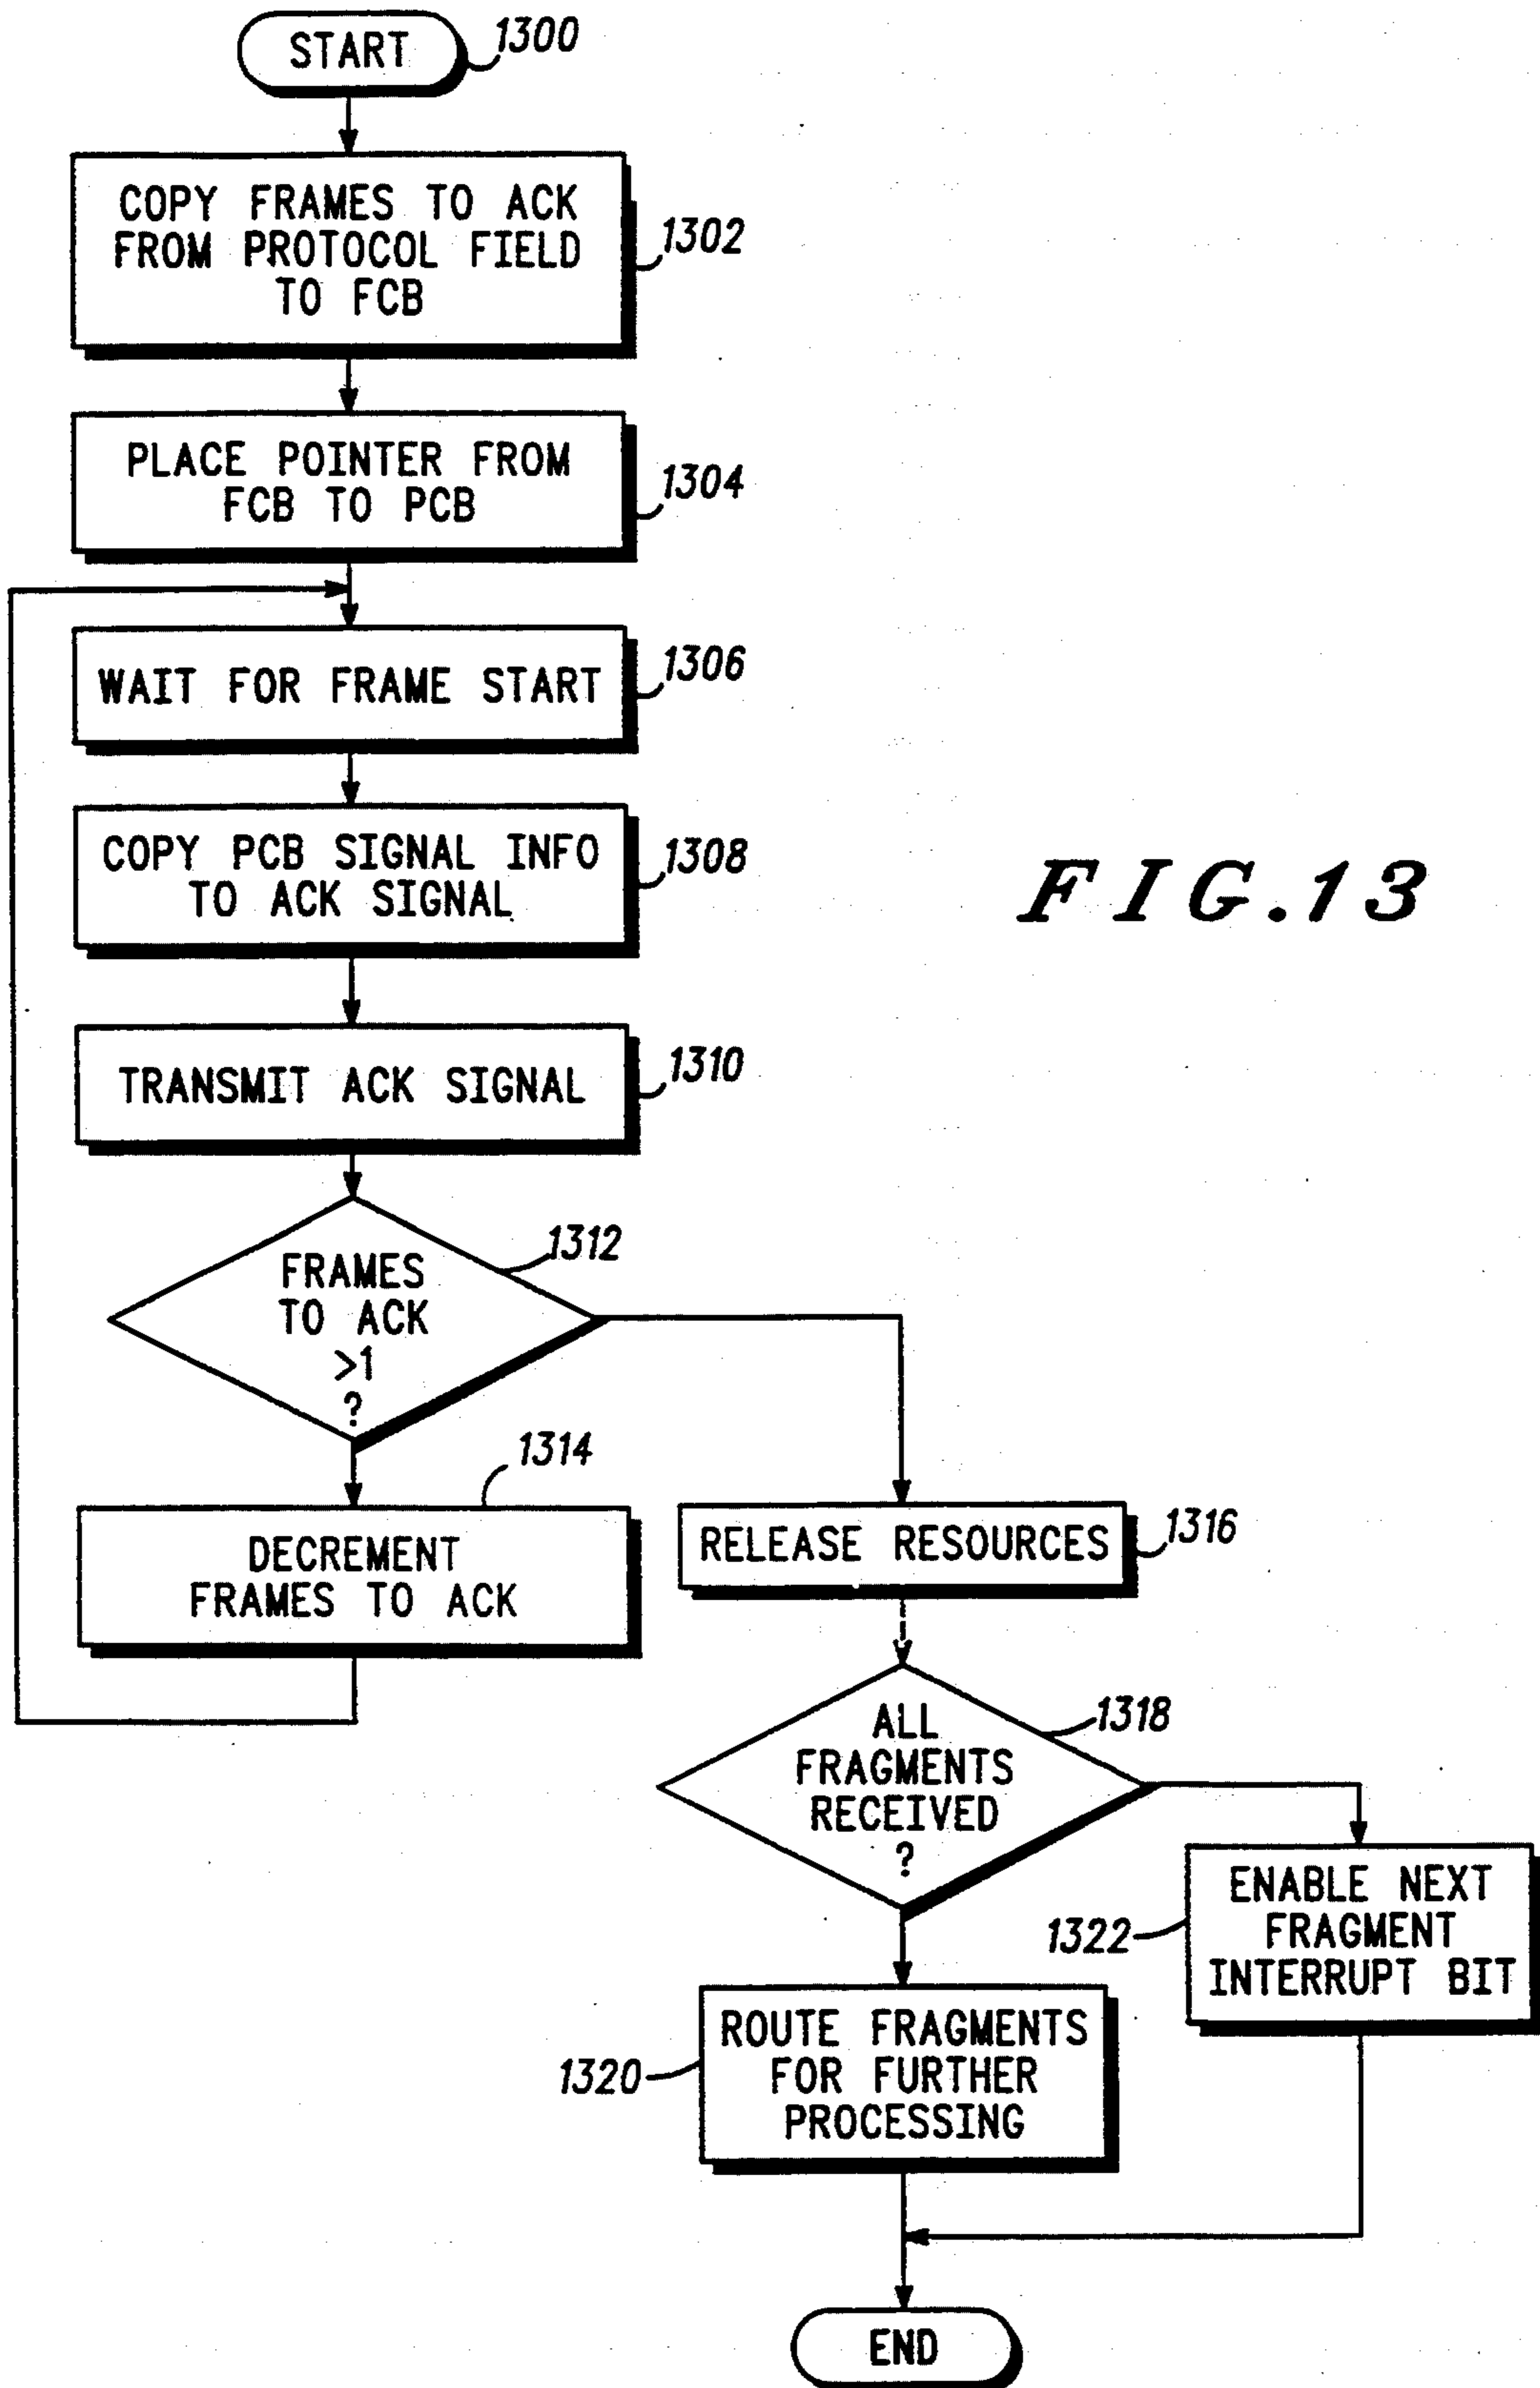 START
1300
COPY FRAMES TO ACK
FROM PROTOCOL FIELD
TO FCB
1302
PLACE POINTER FROM
FCB TO PCB
1304
WAIT FOR FRAME START
1306
COPY PCB SIGNAL INFO
TO ACK SIGNAL
1308
FIG.13
TRANSMIT ACK SIGNAL
1310
FRAMES
TO ACK
>1
?
1312
1314
DECREMENT
FRAMES TO ACK
RELEASE RESOURCES
1316
ALL
FRAGMENTS
RECEIVED
?
1318
ENABLE NEXT
FRAGMENT
INTERRUPT BIT
1322
ROUTE FRAGMENTS
FOR FURTHER
PROCESSING
1320
END